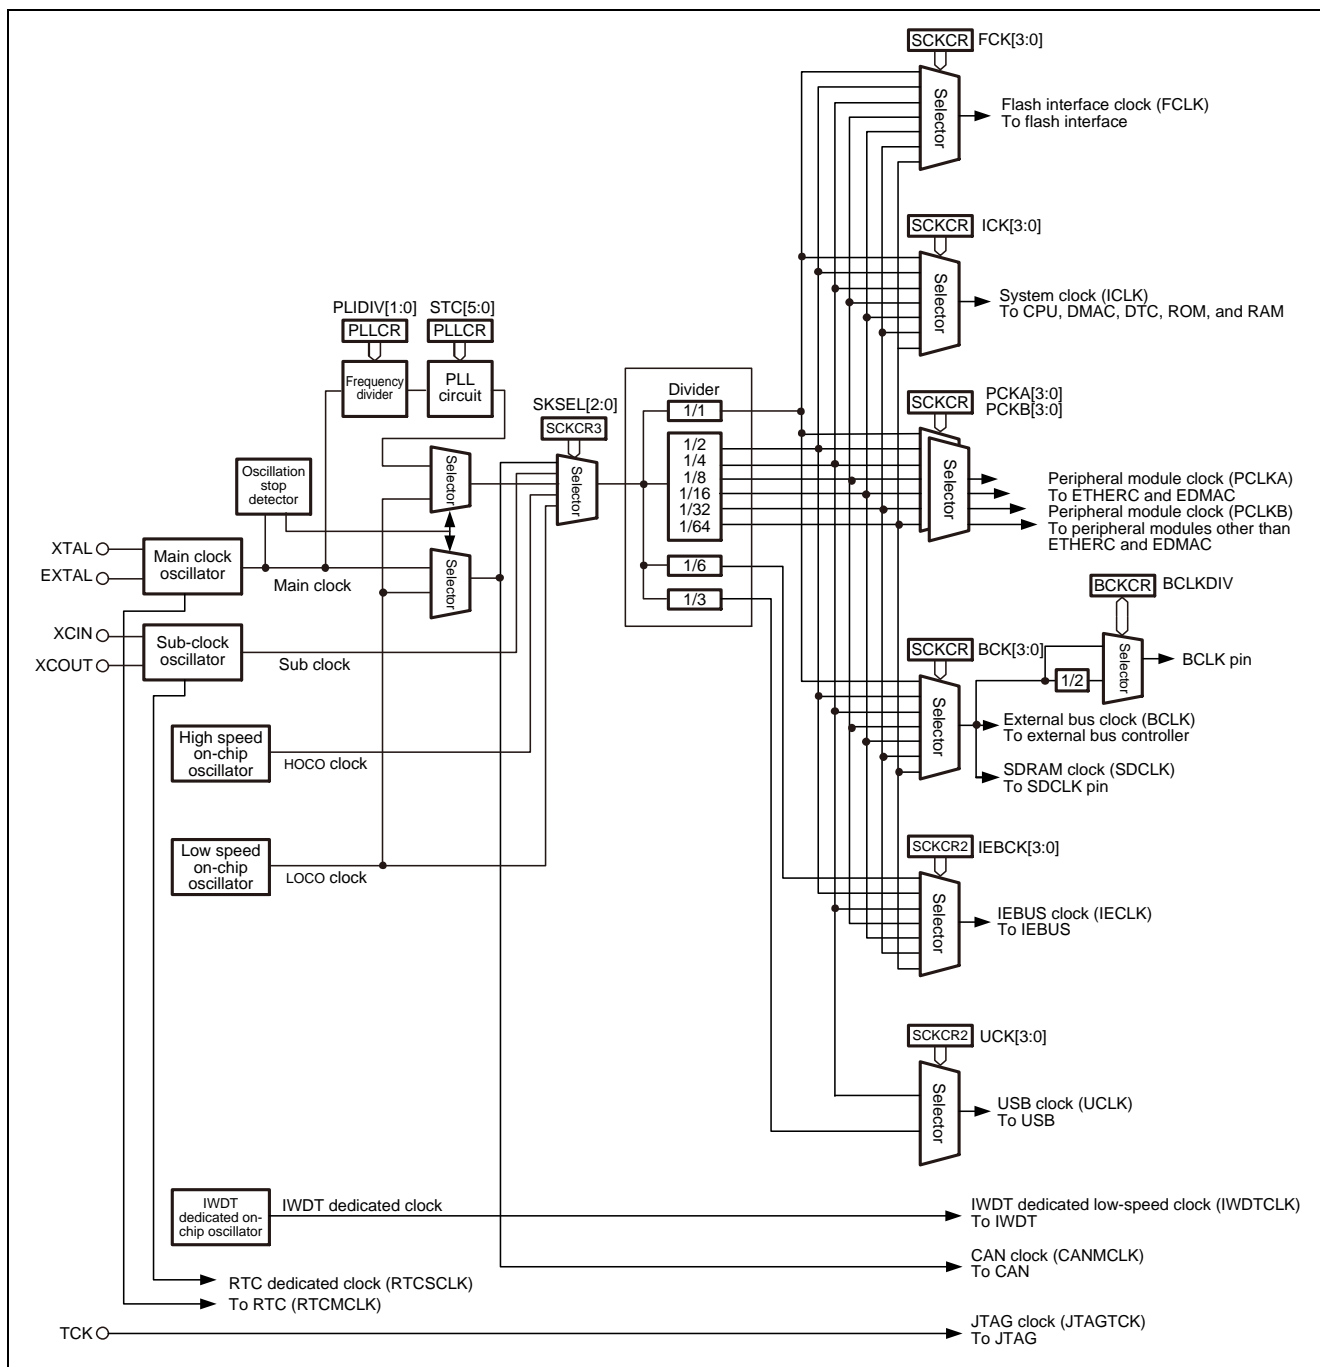 SCKCR FCK[3:0]
Selector
Flash interface clock (FCLK)
To flash interface
SCKCR ICK[3:0]
Selector
System clock (ICLK)
To CPU, DMAC, DTC, ROM, and RAM
PLIDIV[1:0] STC[5:0]
PLLCR PLLCR
Frequency
divider
PLL
circuit
SKSEL[2:0]
SCKCR3
Selector
Divider
1/1
1/2
1/4
1/8
1/16
1/32
1/64
1/6
1/3
SCKCR PCKA[3:0]
PCKB[3:0]
Selector
Peripheral module clock (PCLKA)
To ETHERC and EDMAC
Peripheral module clock (PCLKB)
To peripheral modules other than
ETHERC and EDMAC
Oscillation
stop
detector
Selector
Selector
XTAL
EXTAL
Main clock
oscillator
Main clock
XCIN
XCOUT
Sub-clock
oscillator
Sub clock
BCKCR BCLKDIV
Selector
1/2
BCLK pin
SCKCR BCK[3:0]
Selector
External bus clock (BCLK)
To external bus controller
SDRAM clock (SDCLK)
To SDCLK pin
High speed
on-chip
oscillator
HOCO clock
Low speed
on-chip
oscillator
LOCO clock
SCKCR2 IEBCK[3:0]
Selector
IEBUS clock (IECLK)
To IEBUS
SCKCR2 UCK[3:0]
Selector
USB clock (UCLK)
To USB
IWDT
dedicated on-
chip oscillator
IWDT dedicated clock
IWDT dedicated low-speed clock (IWDTCLK)
To IWDT
CAN clock (CANMCLK)
To CAN
RTC dedicated clock (RTCSCLK)
To RTC (RTCMCLK)
TCK
JTAG clock (JTAGTCK)
To JTAG